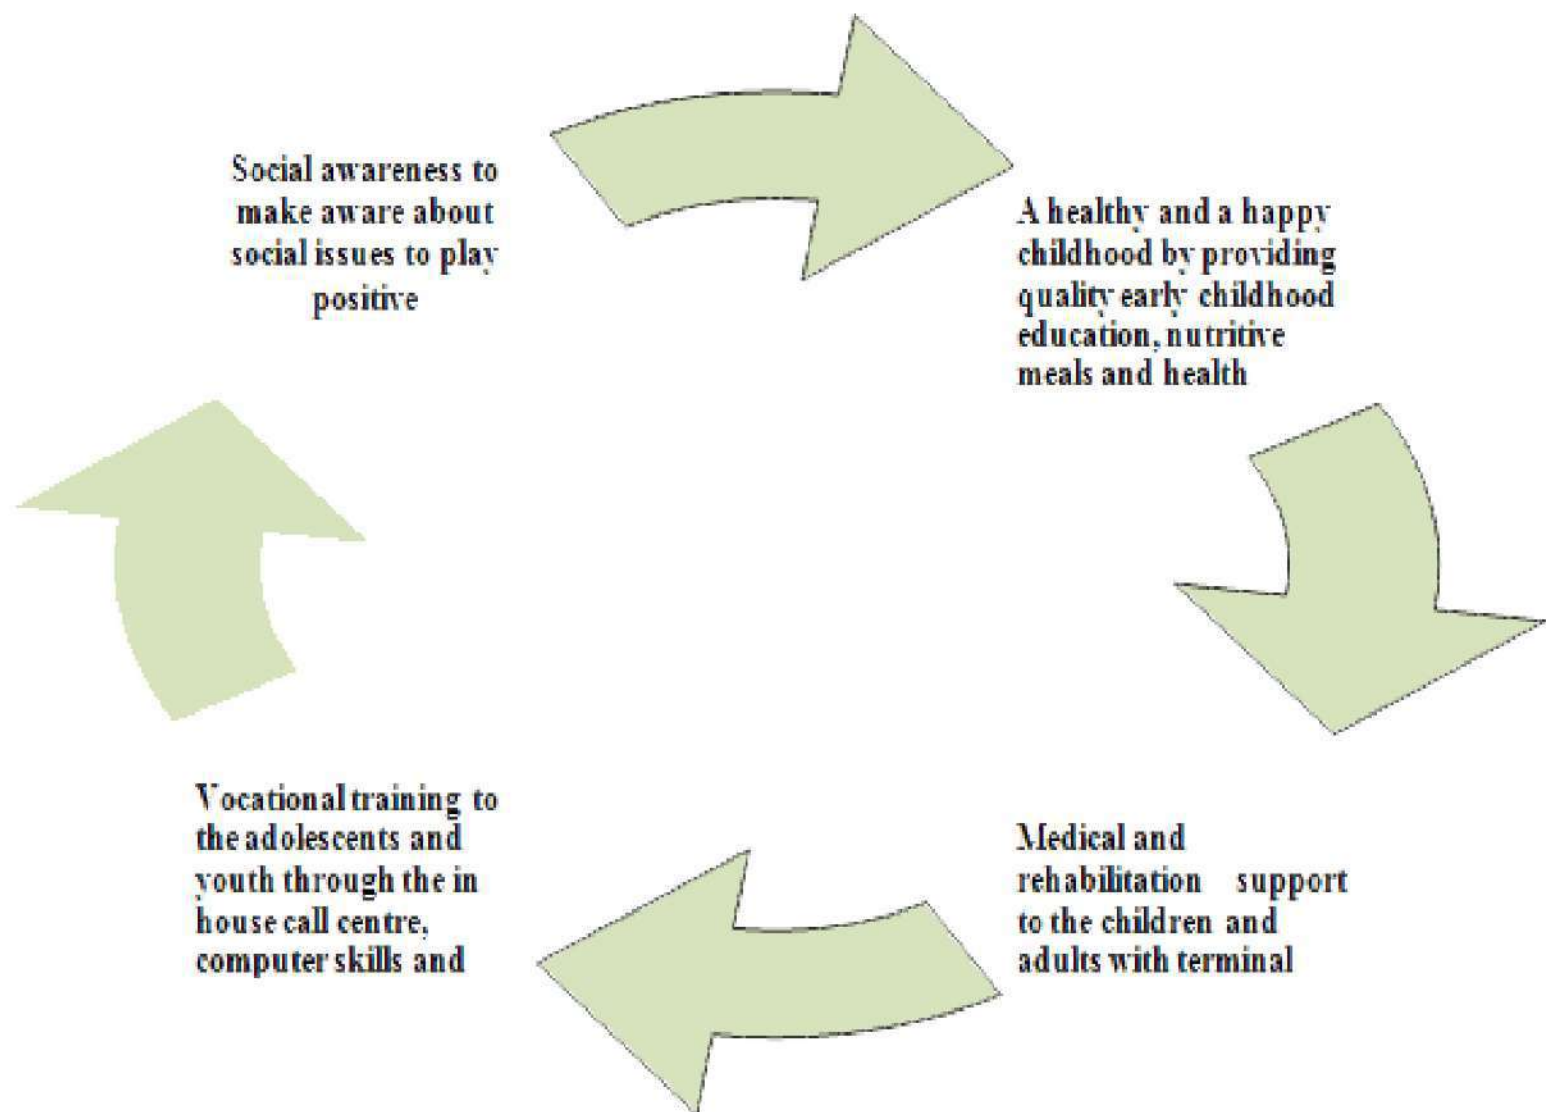 Social awareness to
make aware about
social issues to play
positive
A healthy and a happy
childhood by providing
quality early childhood
education, nutritive
meals and health
Medical and
rehabilitation support
to the children and
adults with terminal
Vocational training to
the adolescents and
youth through the in
house call centre,
computer skills and